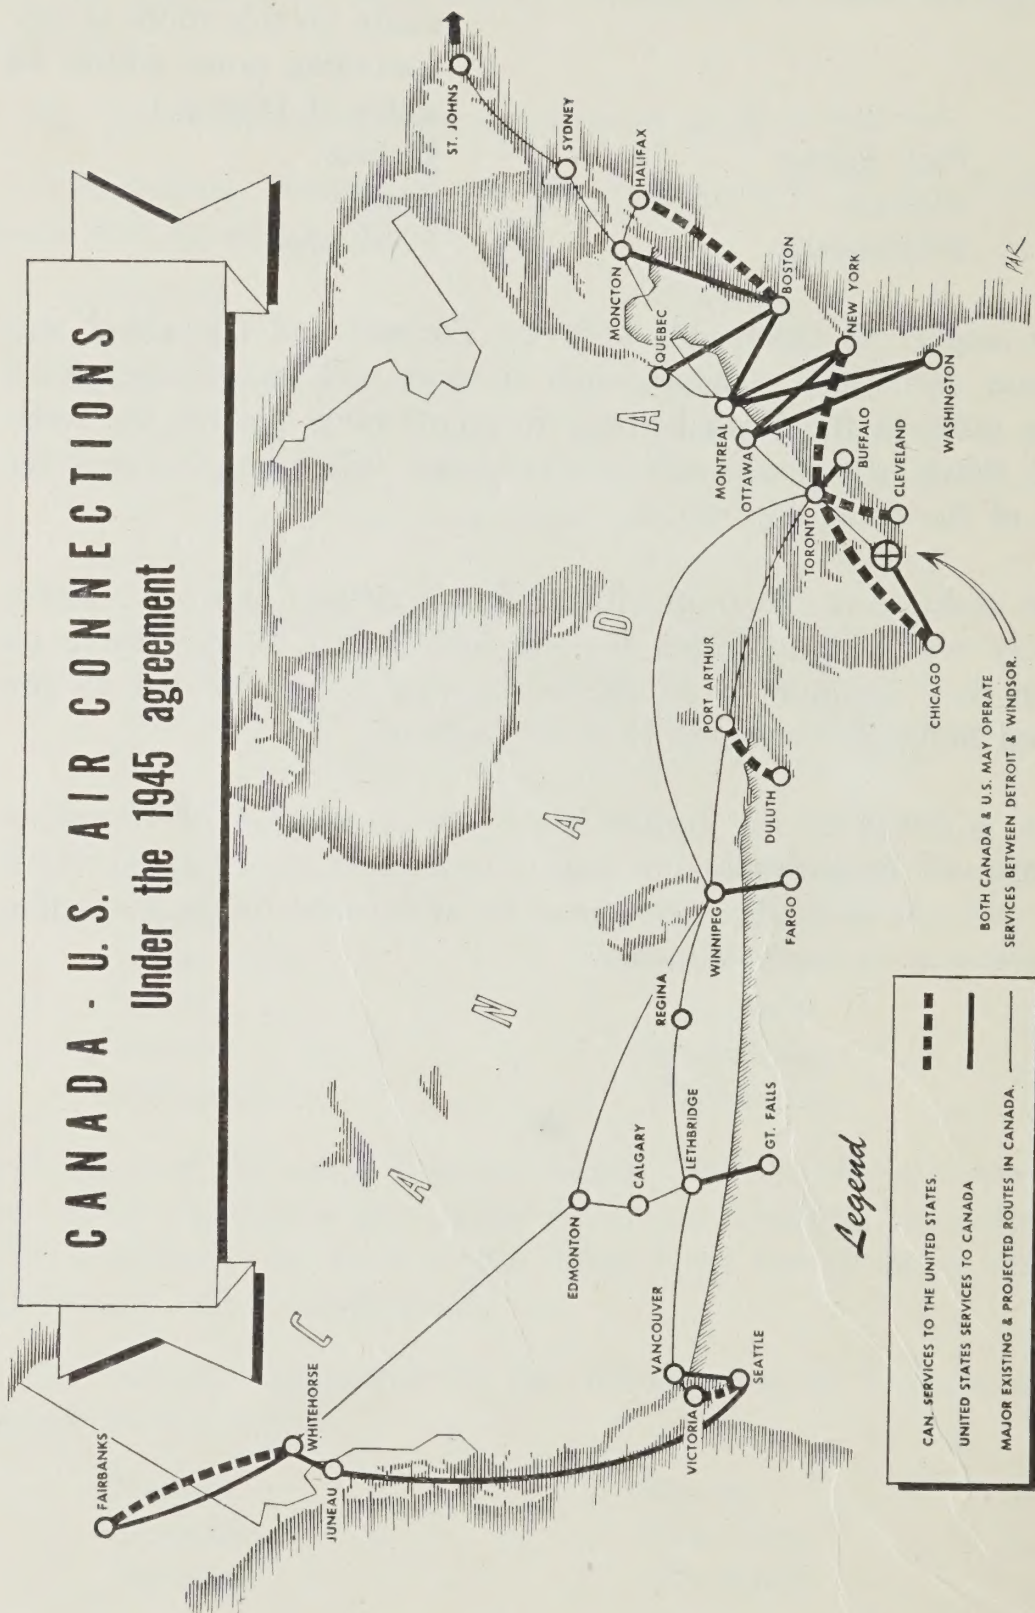 CANADA - U.S. AIR CONNECTIONS
Under the 1945 agreement
FAIRBANKS
WHITEHORSE
JUNEAU
C A N A D A
EDMONTON
CALGARY
LETHBRIDGE
GT. FALLS
VANCOUVER
VICTORIA
SEATTLE
REGINA
WINNIPEG
FARGO
PORT ARTHUR
DULUTH
TORONTO
CHICAGO
CLEVELAND
BUFFALO
OTTAWA
MONTREAL
QUEBEC
WASHINGTON
NEW YORK
BOSTON
MONCTON
HALIFAX
SYDNEY
ST. JOHNS
BOTH CANADA & U.S. MAY OPERATE
SERVICES BETWEEN DETROIT & WINDSOR.
Legend
CAN. SERVICES TO THE UNITED STATES.
UNITED STATES SERVICES TO CANADA
MAJOR EXISTING & PROJECTED ROUTES IN CANADA.
PAR